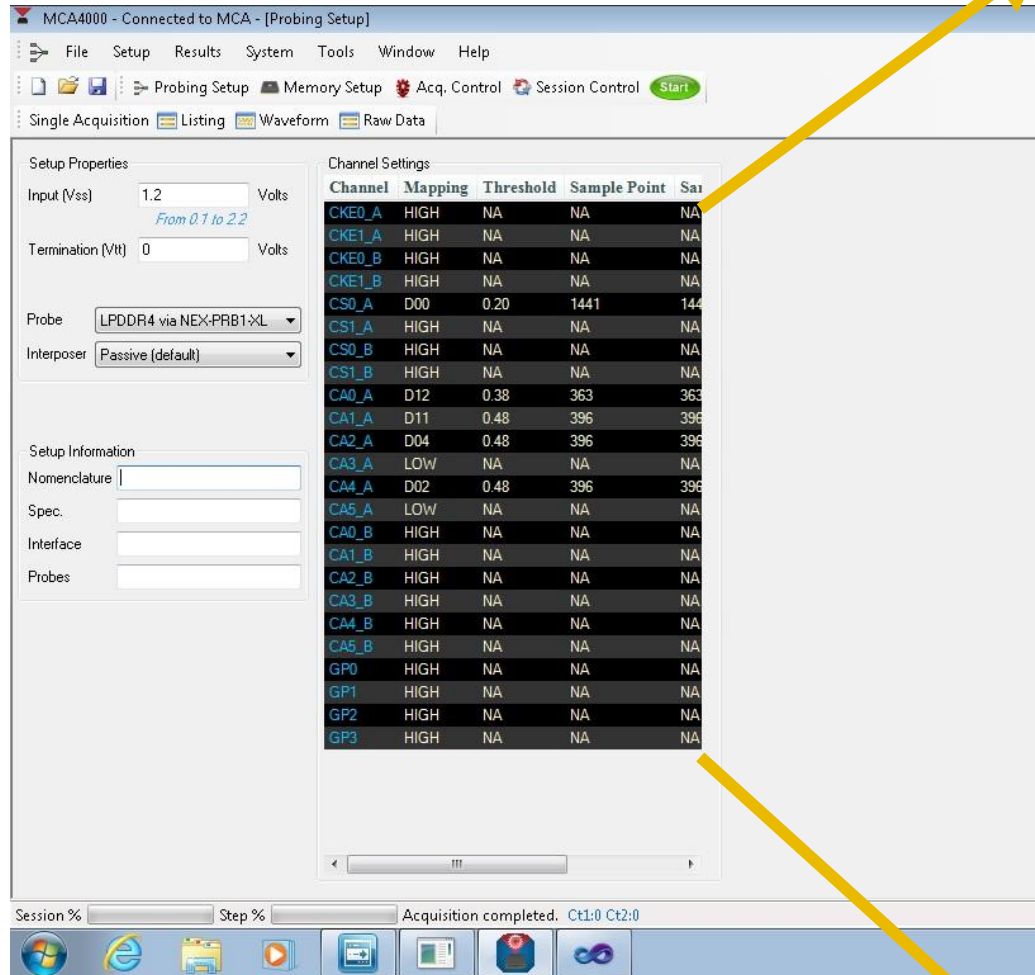 MCA4000 - Connected to MCA - [Probing Setup]
File Setup Results System Tools Window Help
Probing Setup Memory Setup Acq. Control Session Control Start
Single Acquisition Listing Waveform Raw Data
Setup Properties
Input (Vss) 1.2 Volts
From 0.1 to 2.2
Termination (Vtt) 0 Volts
Probe LPDDR4 via NEX-PRB1-XL
Interposer Passive (default)
Setup Information
Nomenclature
Spec.
Interface
Probes
Channel Settings
Channel Mapping Threshold Sample Point Sar
CKE0_A HIGH NA NA NA
CKE1_A HIGH NA NA NA
CKE0_B HIGH NA NA NA
CKE1_B HIGH NA NA NA
CS0_A D00 0.20 1441 144
CS1_A HIGH NA NA NA
CS0_B HIGH NA NA NA
CS1_B HIGH NA NA NA
CA0_A D12 0.38 363 363
CA1_A D11 0.48 396 396
CA2_A D04 0.48 396 396
CA3_A LOW NA NA NA
CA4_A D02 0.48 396 396
CA5_A LOW NA NA NA
CA0_B HIGH NA NA NA
CA1_B HIGH NA NA NA
CA2_B HIGH NA NA NA
CA3_B HIGH NA NA NA
CA4_B HIGH NA NA NA
CA5_B HIGH NA NA NA
GP0 HIGH NA NA NA
GP1 HIGH NA NA NA
GP2 HIGH NA NA NA
GP3 HIGH NA NA NA
Session % Step % Acquisition completed. Ct1:0 Ct2:0